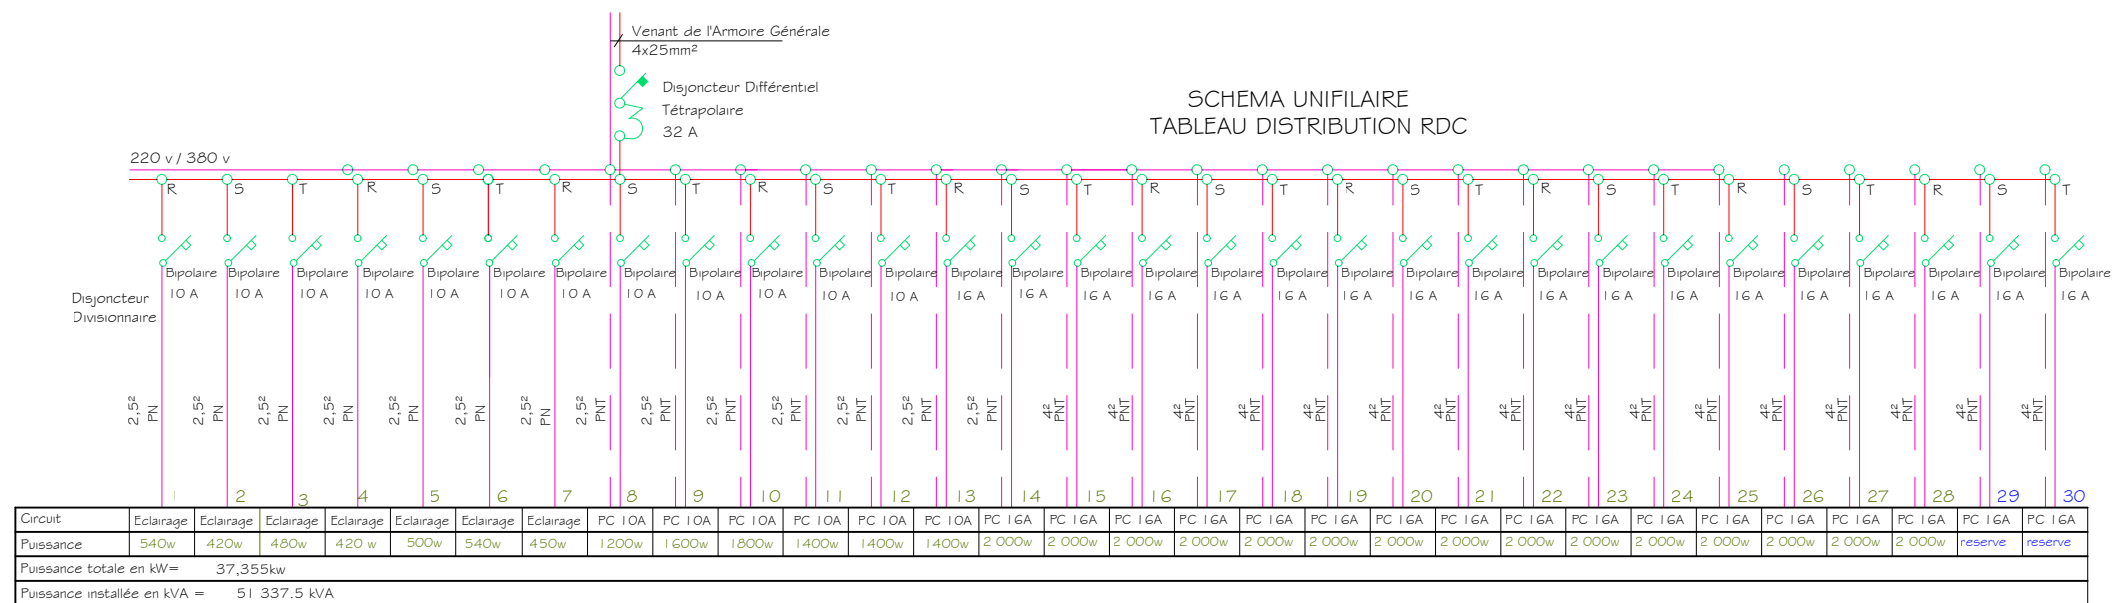 Venant de l'Armoire Générale
4x25mm²
Disjoncteur Différentiel
Tétrapolaire
32 A
SCHEMA UNIFILAIRE
TABLEAU DISTRIBUTION RDC
220 v / 380 v
R S T R S T R S T R S T R S T R S T R S T R S T R S T R S T
Bipolaire Bipolaire Bipolaire Bipolaire Bipolaire Bipolaire Bipolaire Bipolaire Bipolaire Bipolaire Bipolaire Bipolaire Bipolaire Bipolaire Bipolaire Bipolaire Bipolaire Bipolaire Bipolaire Bipolaire Bipolaire Bipolaire Bipolaire Bipolaire Bipolaire Bipolaire Bipolaire Bipolaire Bipolaire Bipolaire
10 A 10 A 10 A 10 A 10 A 10 A 10 A 10 A 10 A 10 A 10 A 10 A 16 A 16 A 16 A 16 A 16 A 16 A 16 A 16 A 16 A 16 A 16 A 16 A 16 A 16 A 16 A 16 A 16 A 16 A
Disjoncteur
Divisionnaire
2,5² 2,5² 2,5² 2,5² 2,5² 2,5² 2,5² 2,5² 2,5² 2,5² 2,5² 2,5² 2,5² 2,5² 4² 4² 4² 4² 4² 4² 4² 4² 4² 4² 4² 4² 4² 4² 4² 4²
PN PN PN PN PN PN PN PNT PNT PNT PNT PNT PNT PNT PNT PNT PNT PNT PNT PNT PNT PNT PNT PNT PNT PNT PNT PNT PNT PNT
1 2 3 4 5 6 7 8 9 10 11 12 13 14 15 16 17 18 19 20 21 22 23 24 25 26 27 28 29 30
Circuit Eclairage Eclairage Eclairage Eclairage Eclairage Eclairage Eclairage PC 10A PC 10A PC 10A PC 10A PC 10A PC 10A PC 16A PC 16A PC 16A PC 16A PC 16A PC 16A PC 16A PC 16A PC 16A PC 16A PC 16A PC 16A PC 16A PC 16A PC 16A PC 16A PC 16A
Puissance 540w 420w 480w 420 w 500w 540w 450w 1200w 1600w 1800w 1400w 1400w 1400w 2 000w 2 000w 2 000w 2 000w 2 000w 2 000w 2 000w 2 000w 2 000w 2 000w 2 000w 2 000w 2 000w 2 000w 2 000w reserve reserve
Puissance totale en kW= 37,355kw
Puissance installée en kVA = 51 337.5 kVA